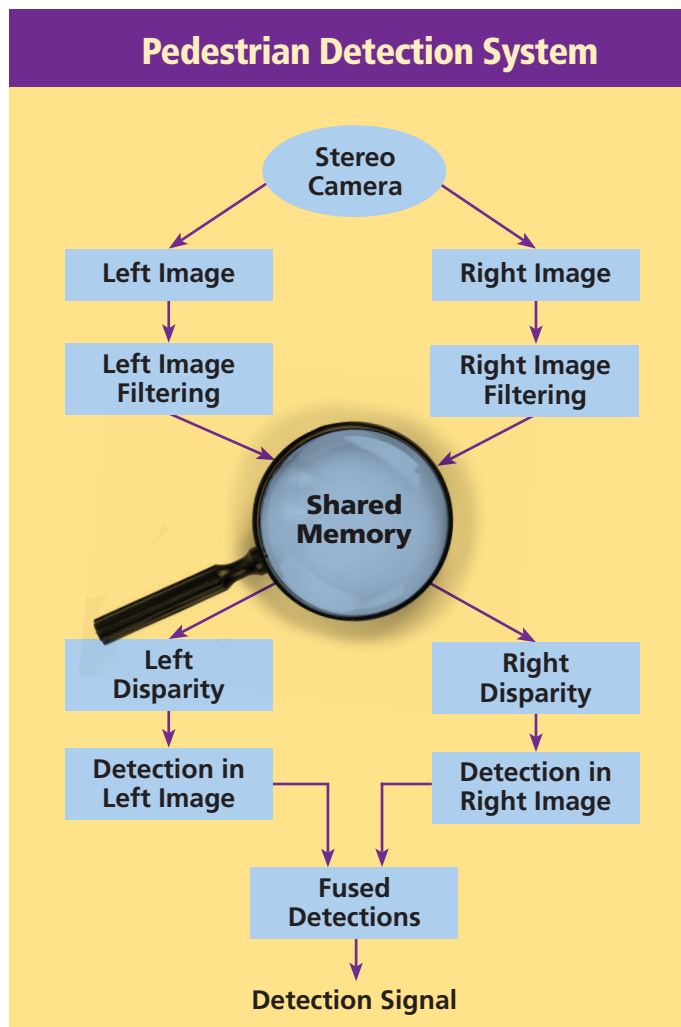 Pedestrian Detection System
Stereo
Camera
Left Image
Right Image
Left Image
Filtering
Right Image
Filtering
Shared
Memory
Left
Disparity
Right
Disparity
Detection in
Left Image
Detection in
Right Image
Fused
Detections
Detection Signal